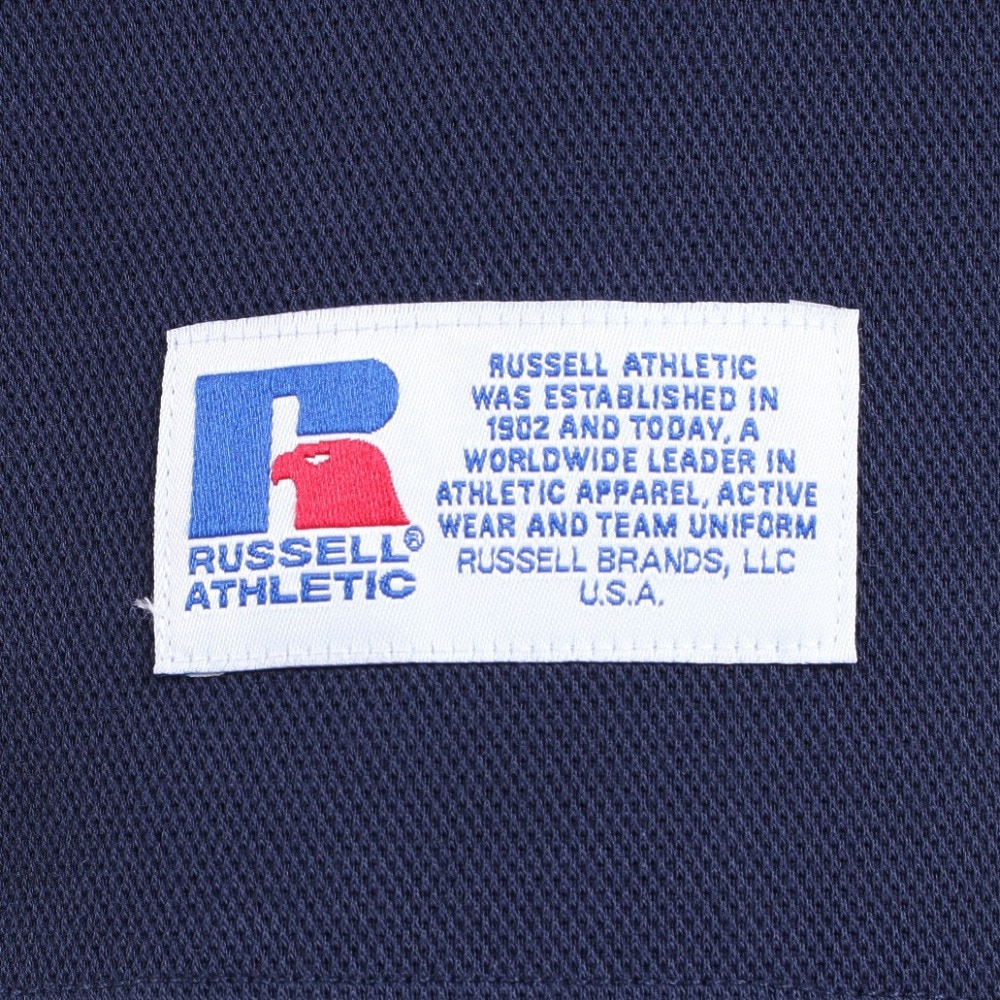 RUSSELL®
ATHLETIC
RUSSELL ATHLETIC
WAS ESTABLISHED IN
1902 AND TODAY, A
WORLDWIDE LEADER IN
ATHLETIC APPAREL, ACTIVE
WEAR AND TEAM UNIFORM
RUSSELL BRANDS, LLC
U.S.A.